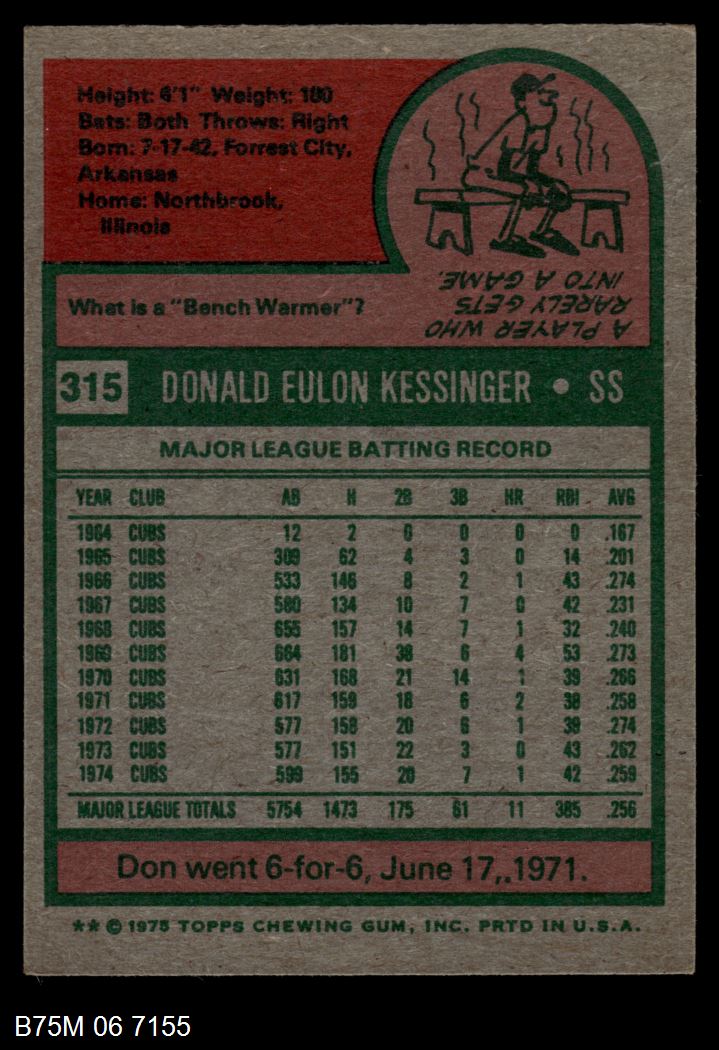 Height: 6'1" Weight: 180
Bats: Both Throws: Right
Born: 7-17-42, Forrest City,
Arkansas
Home: Northbrook,
Illinois
What is a "Bench Warmer"?
A PLAYER WHO
RARELY GETS
INTO A GAME.
315 DONALD EULON KESSINGER • SS
MAJOR LEAGUE BATTING RECORD
YEAR CLUB AB H 2B 3B HR RBI AVG
1964 CUBS 12 2 0 0 0 0 .167
1965 CUBS 309 62 4 3 0 14 .201
1966 CUBS 533 146 8 2 1 43 .274
1967 CUBS 580 134 10 7 0 42 .231
1968 CUBS 655 157 14 7 1 32 .240
1969 CUBS 664 181 38 6 4 53 .273
1970 CUBS 631 168 21 14 1 39 .266
1971 CUBS 617 159 18 6 2 38 .258
1972 CUBS 577 158 20 6 1 39 .274
1973 CUBS 577 151 22 3 0 43 .262
1974 CUBS 599 155 20 7 1 42 .259
MAJOR LEAGUE TOTALS 5754 1473 175 61 11 385 .256
Don went 6-for-6, June 17,.1971.
** © 1975 TOPPS CHEWING GUM, INC. PRTD IN U.S.A.
B75M 06 7155